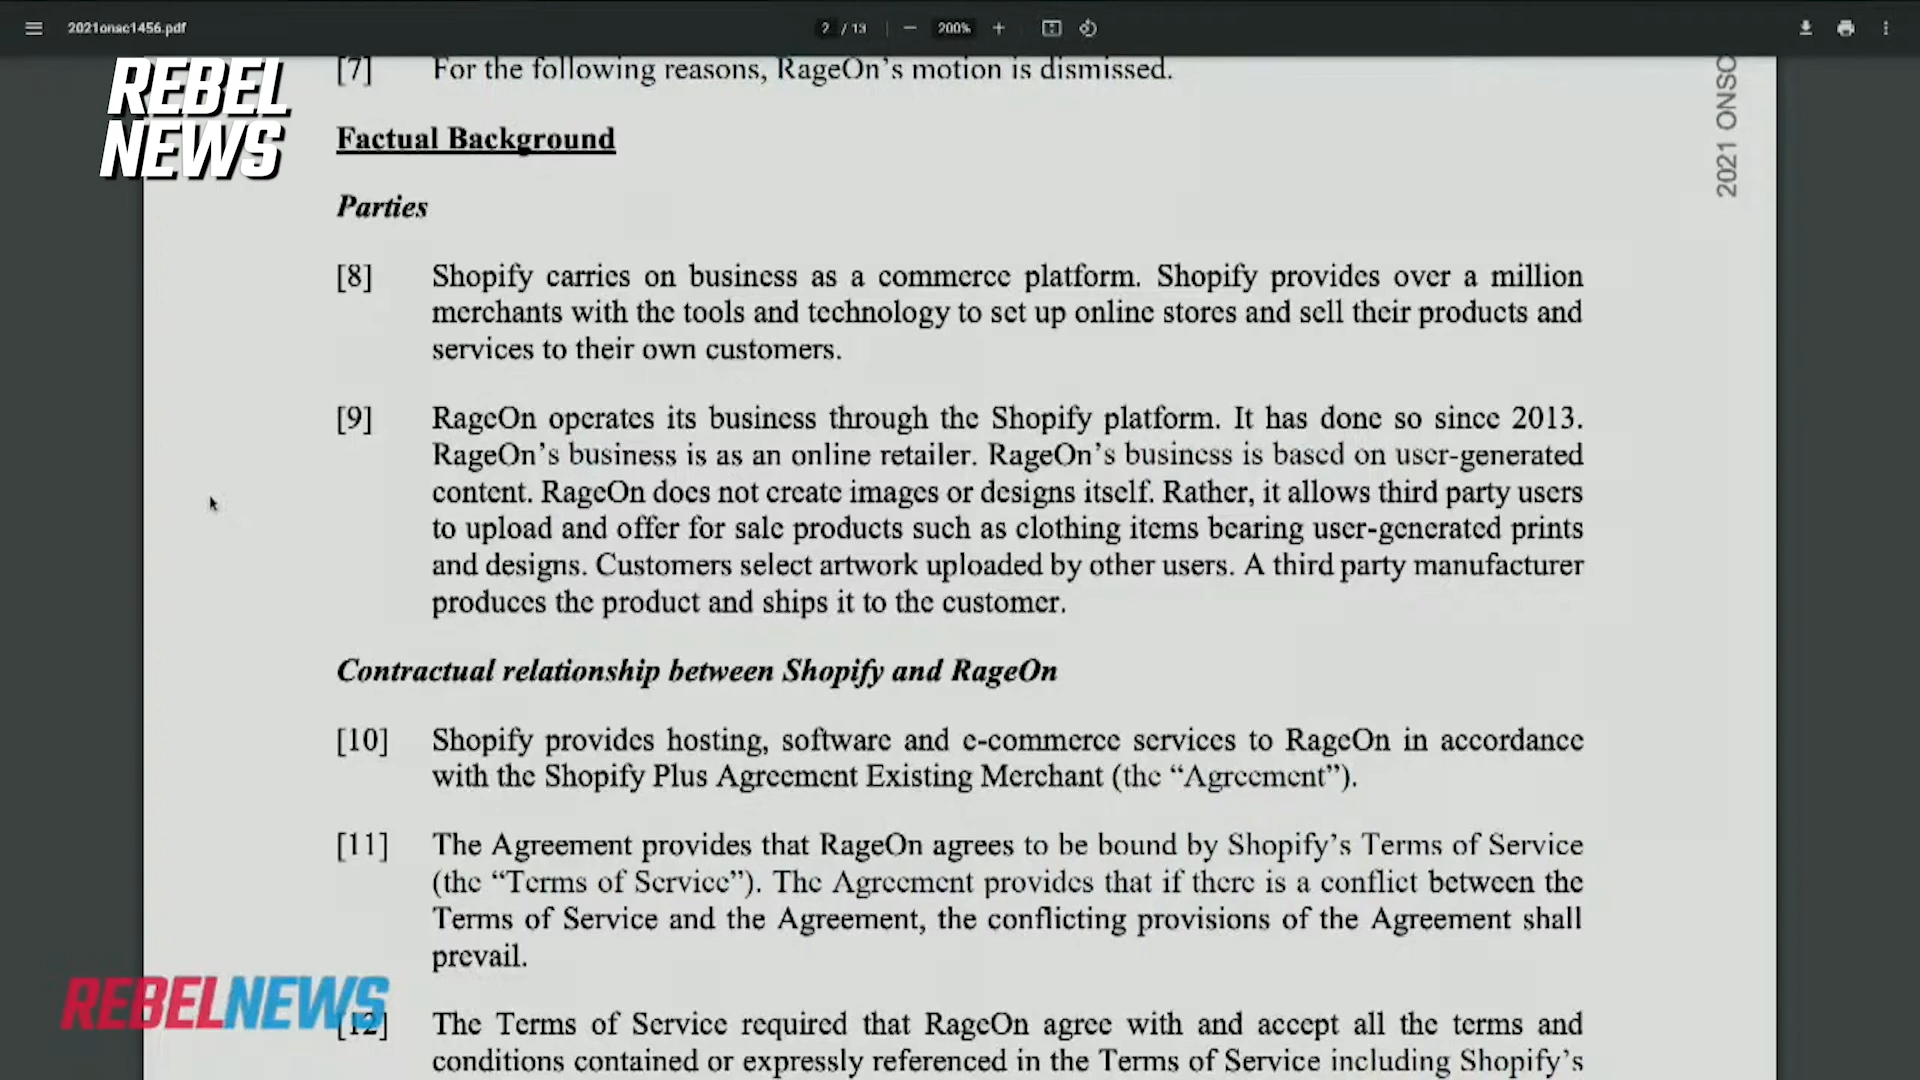 2021onsc1456.pdf
2 / 13
200%
REBEL
NEWS
[7] For the following reasons, RageOn's motion is dismissed.
2021 ONSC
Factual Background
Parties
[8] Shopify carries on business as a commerce platform. Shopify provides over a million
merchants with the tools and technology to set up online stores and sell their products and
services to their own customers.
[9] RageOn operates its business through the Shopify platform. It has done so since 2013.
RageOn's business is as an online retailer. RageOn's business is based on user-generated
content. RageOn does not create images or designs itself. Rather, it allows third party users
to upload and offer for sale products such as clothing items bearing user-generated prints
and designs. Customers select artwork uploaded by other users. A third party manufacturer
produces the product and ships it to the customer.
Contractual relationship between Shopify and RageOn
[10] Shopify provides hosting, software and e-commerce services to RageOn in accordance
with the Shopify Plus Agreement Existing Merchant (the “Agreement”).
[11] The Agreement provides that RageOn agrees to be bound by Shopify's Terms of Service
(the “Terms of Service”). The Agreement provides that if there is a conflict between the
Terms of Service and the Agreement, the conflicting provisions of the Agreement shall
prevail.
REBELNEWS
[12] The Terms of Service required that RageOn agree with and accept all the terms and
conditions contained or expressly referenced in the Terms of Service including Shopify's